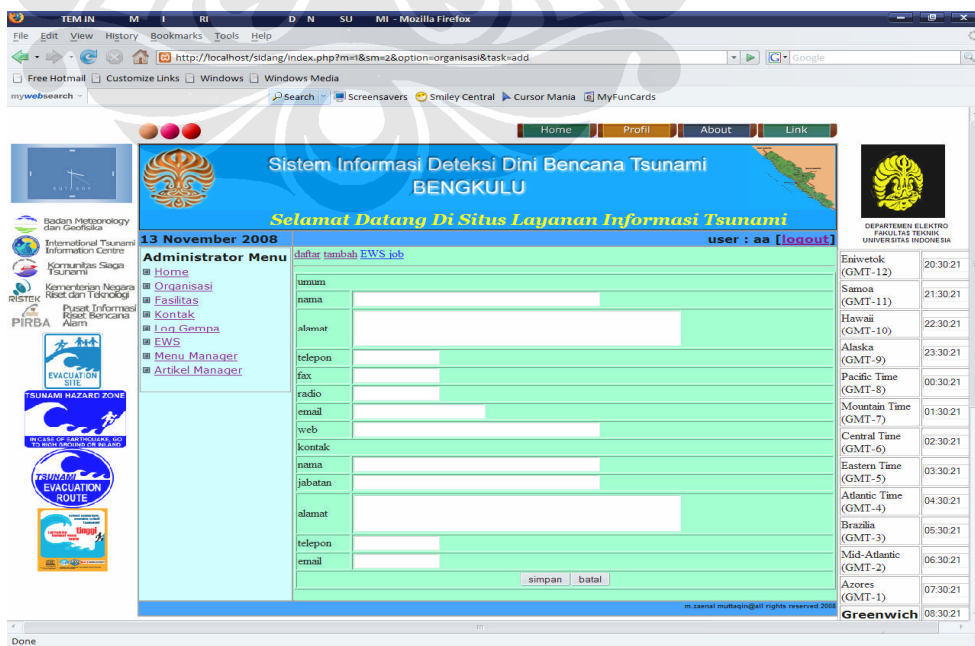 TEM IN M I RI D N SU MI - Mozilla Firefox
File Edit View History Bookmarks Tools Help
http://localhost/sidang/index.php?m=1&sm=2&option=organisasi&task=add
Google
Free Hotmail Customize Links Windows Windows Media
mywebsearch Search Screensavers Smiley Central Cursor Mania MyFunCards
Home Profil About Link
Sistem Informasi Deteksi Dini Bencana Tsunami
BENGKULU
Selamat Datang Di Situs Layanan Informasi Tsunami
13 November 2008 user : aa [logout]
Badan Meteorology
dan Geofisika
International Tsunami
Information Centre
Komunitas Siaga
Tsunami
RISTEK
Kementerian Negara
Riset dan Teknologi
PIRBA
Pusat Informasi
Riset Bencana
Alam
EVACUATION
SITE
TSUNAMI HAZARD ZONE
IN CASE OF EARTHQUAKE, GO
TO HIGH GROUND OR INLAND
TSUNAMI
EVACUATION
ROUTE
tinggi
Administrator Menu
Home
Organisasi
Fasilitas
Kontak
Log Gempa
EWS
Menu Manager
Artikel Manager
daftar tambah EWS job
umum
nama
alamat
telepon
fax
radio
email
web
kontak
nama
jabatan
alamat
telepon
email
simpan batal
m.zaenal muttaqin@all rights reserved 2008
DEPARTEMEN ELEKTRO
FAKULTAS TEKNIK
UNIVERSITAS INDONESIA
Eniwetok
(GMT-12) 20:30:21
Samoa
(GMT-11) 21:30:21
Hawaii
(GMT-10) 22:30:21
Alaska
(GMT-9) 23:30:21
Pacific Time
(GMT-8) 00:30:21
Mountain Time
(GMT-7) 01:30:21
Central Time
(GMT-6) 02:30:21
Eastern Time
(GMT-5) 03:30:21
Atlantic Time
(GMT-4) 04:30:21
Brazilia
(GMT-3) 05:30:21
Mid-Atlantic
(GMT-2) 06:30:21
Azores
(GMT-1) 07:30:21
Greenwich 08:30:21
Done